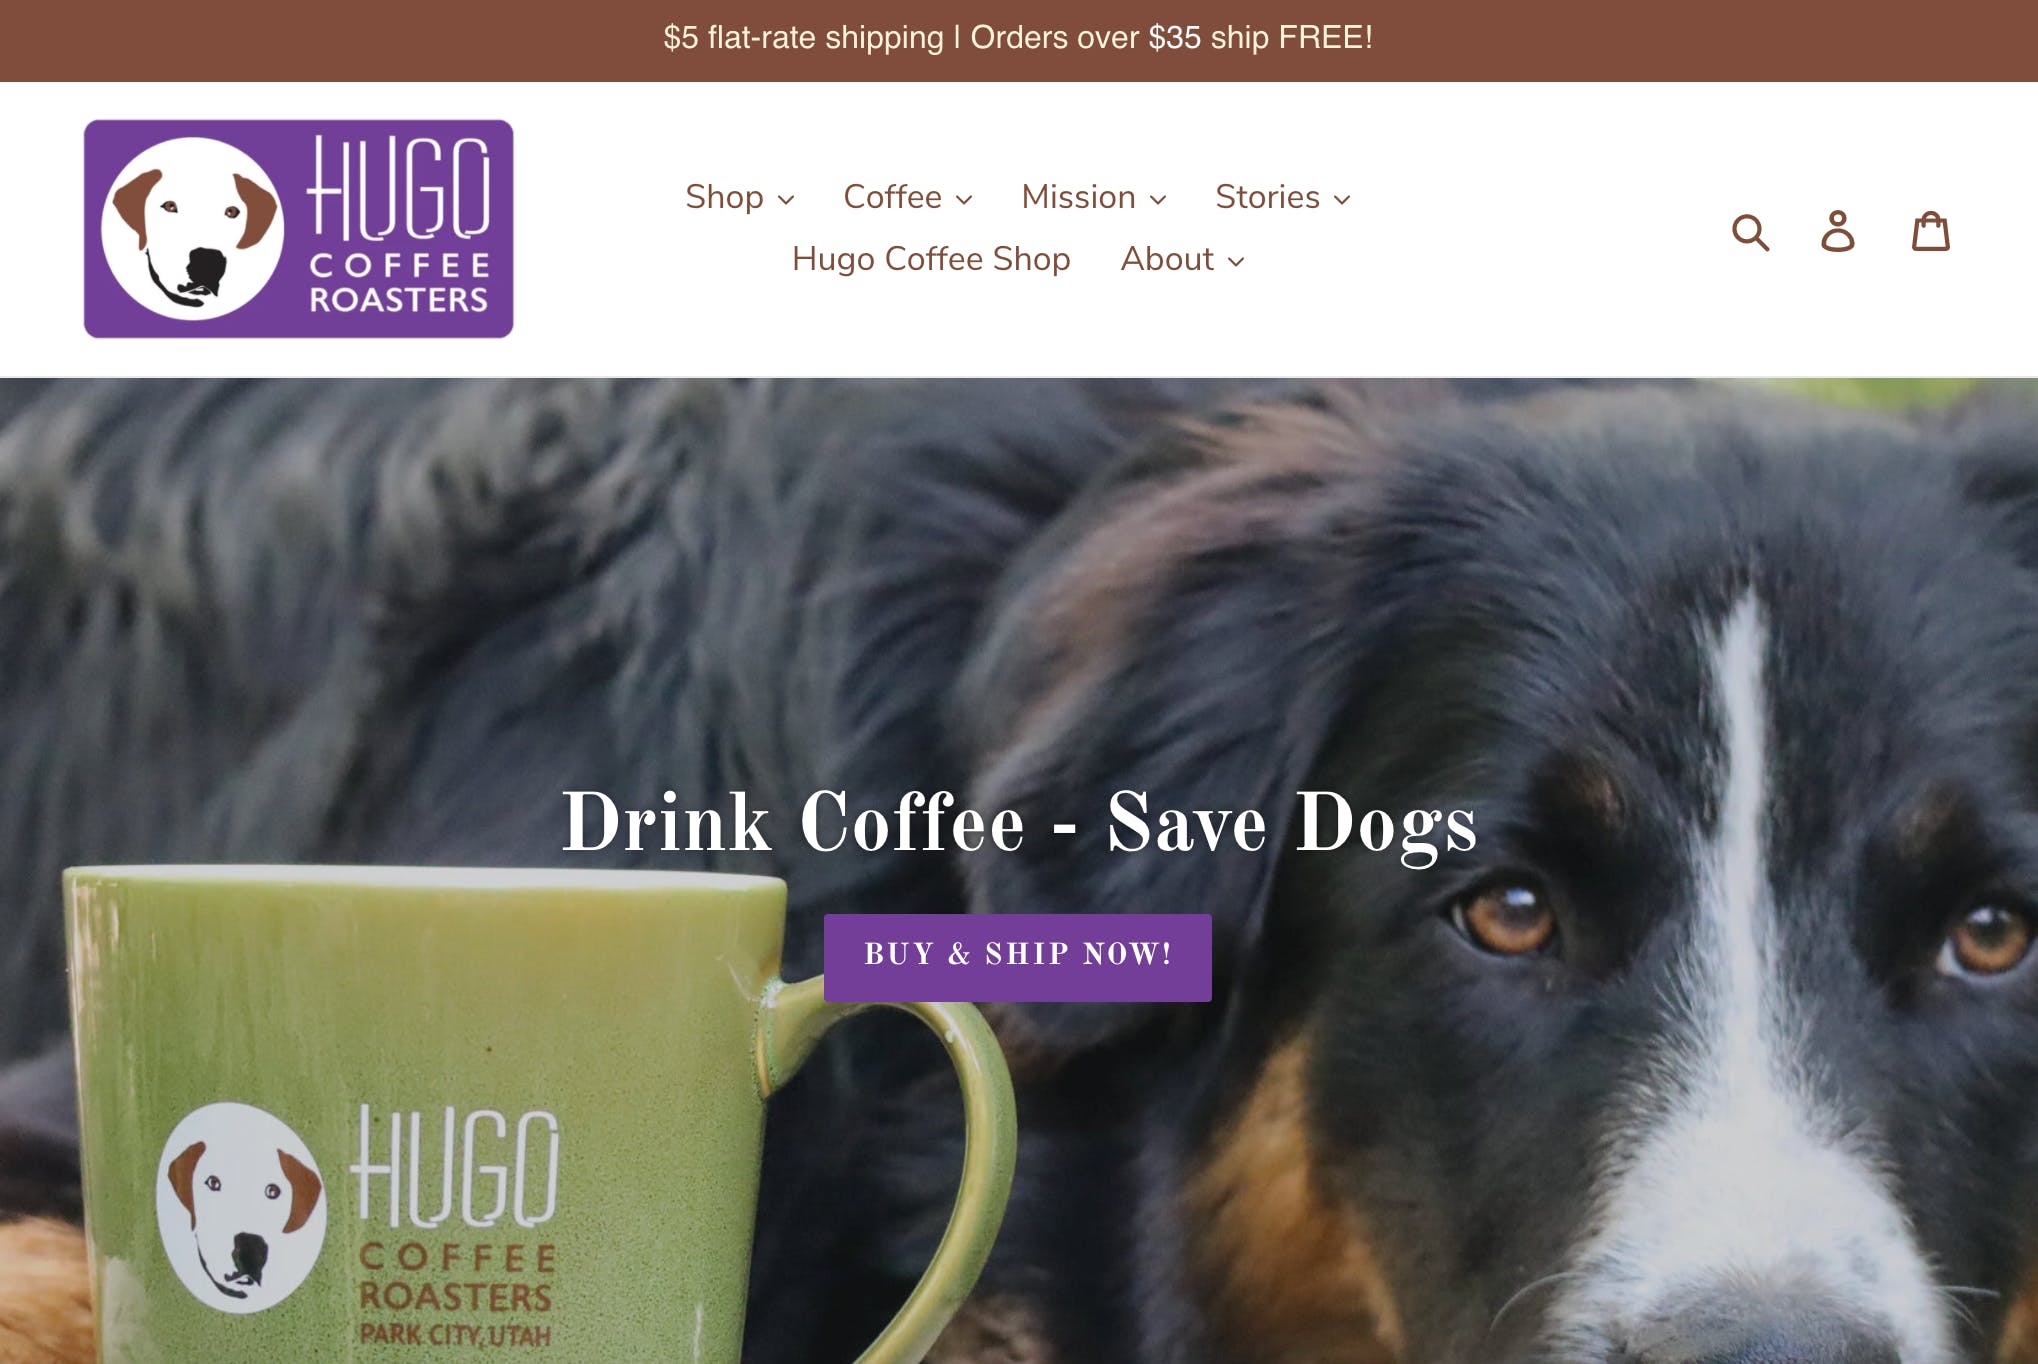 $5 flat-rate shipping | Orders over $35 ship FREE!
HUGO
COFFEE
ROASTERS
Shop
Coffee
Mission
Stories
Hugo Coffee Shop
About
Drink Coffee - Save Dogs
BUY & SHIP NOW!
HUGO
COFFEE
ROASTERS
PARK CITY, UTAH